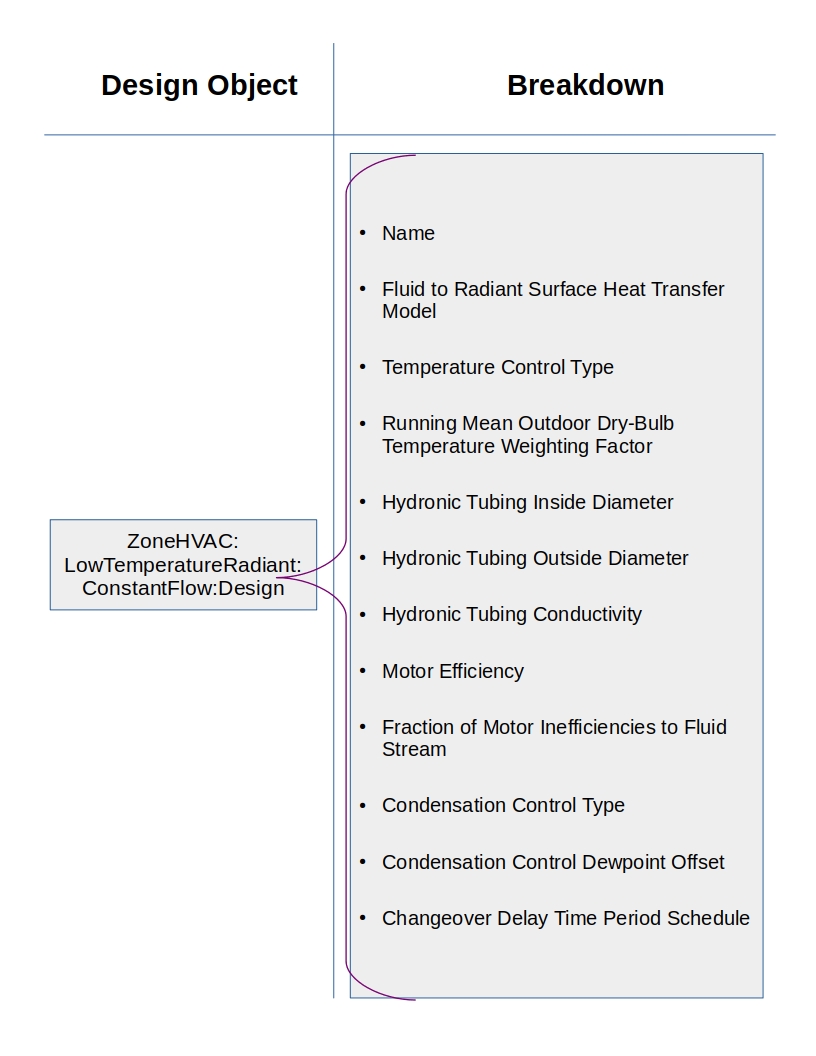 Design Object
Breakdown
ZoneHVAC:
LowTemperatureRadiant:
ConstantFlow:Design
• Name
• Fluid to Radiant Surface Heat Transfer
Model
• Temperature Control Type
• Running Mean Outdoor Dry-Bulb
Temperature Weighting Factor
• Hydronic Tubing Inside Diameter
• Hydronic Tubing Outside Diameter
• Hydronic Tubing Conductivity
• Motor Efficiency
• Fraction of Motor Inefficiencies to Fluid
Stream
• Condensation Control Type
• Condensation Control Dewpoint Offset
• Changeover Delay Time Period Schedule